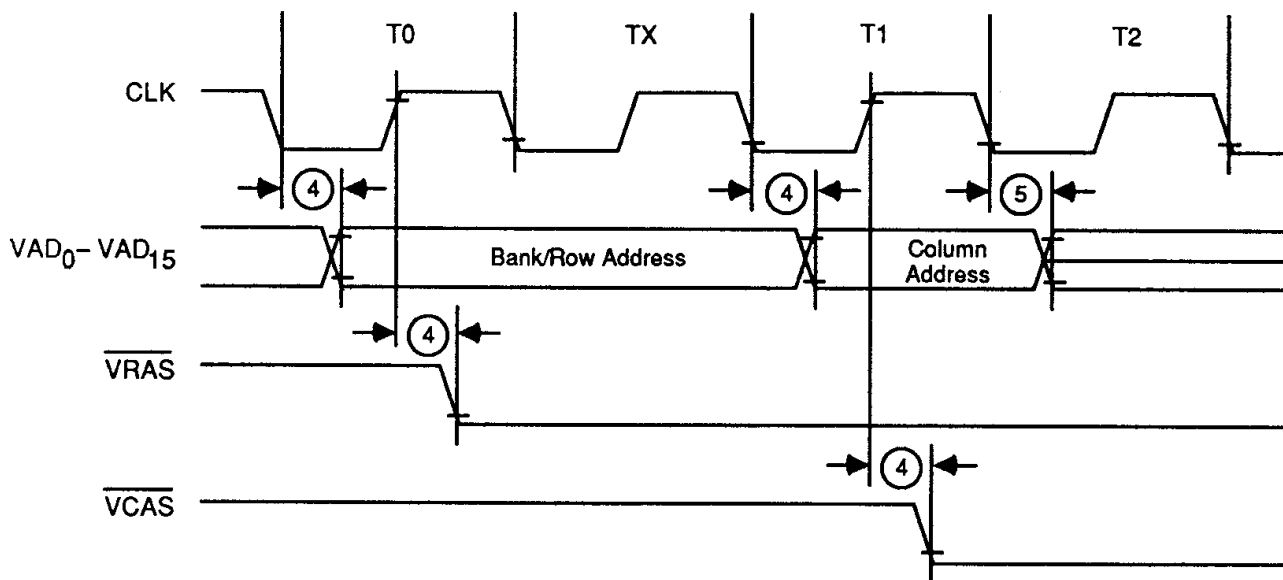 T0 TX T1 T2
CLK
4 4 5
VAD0–VAD15 Bank/Row Address Column Address
4
VRAS
4
VCAS